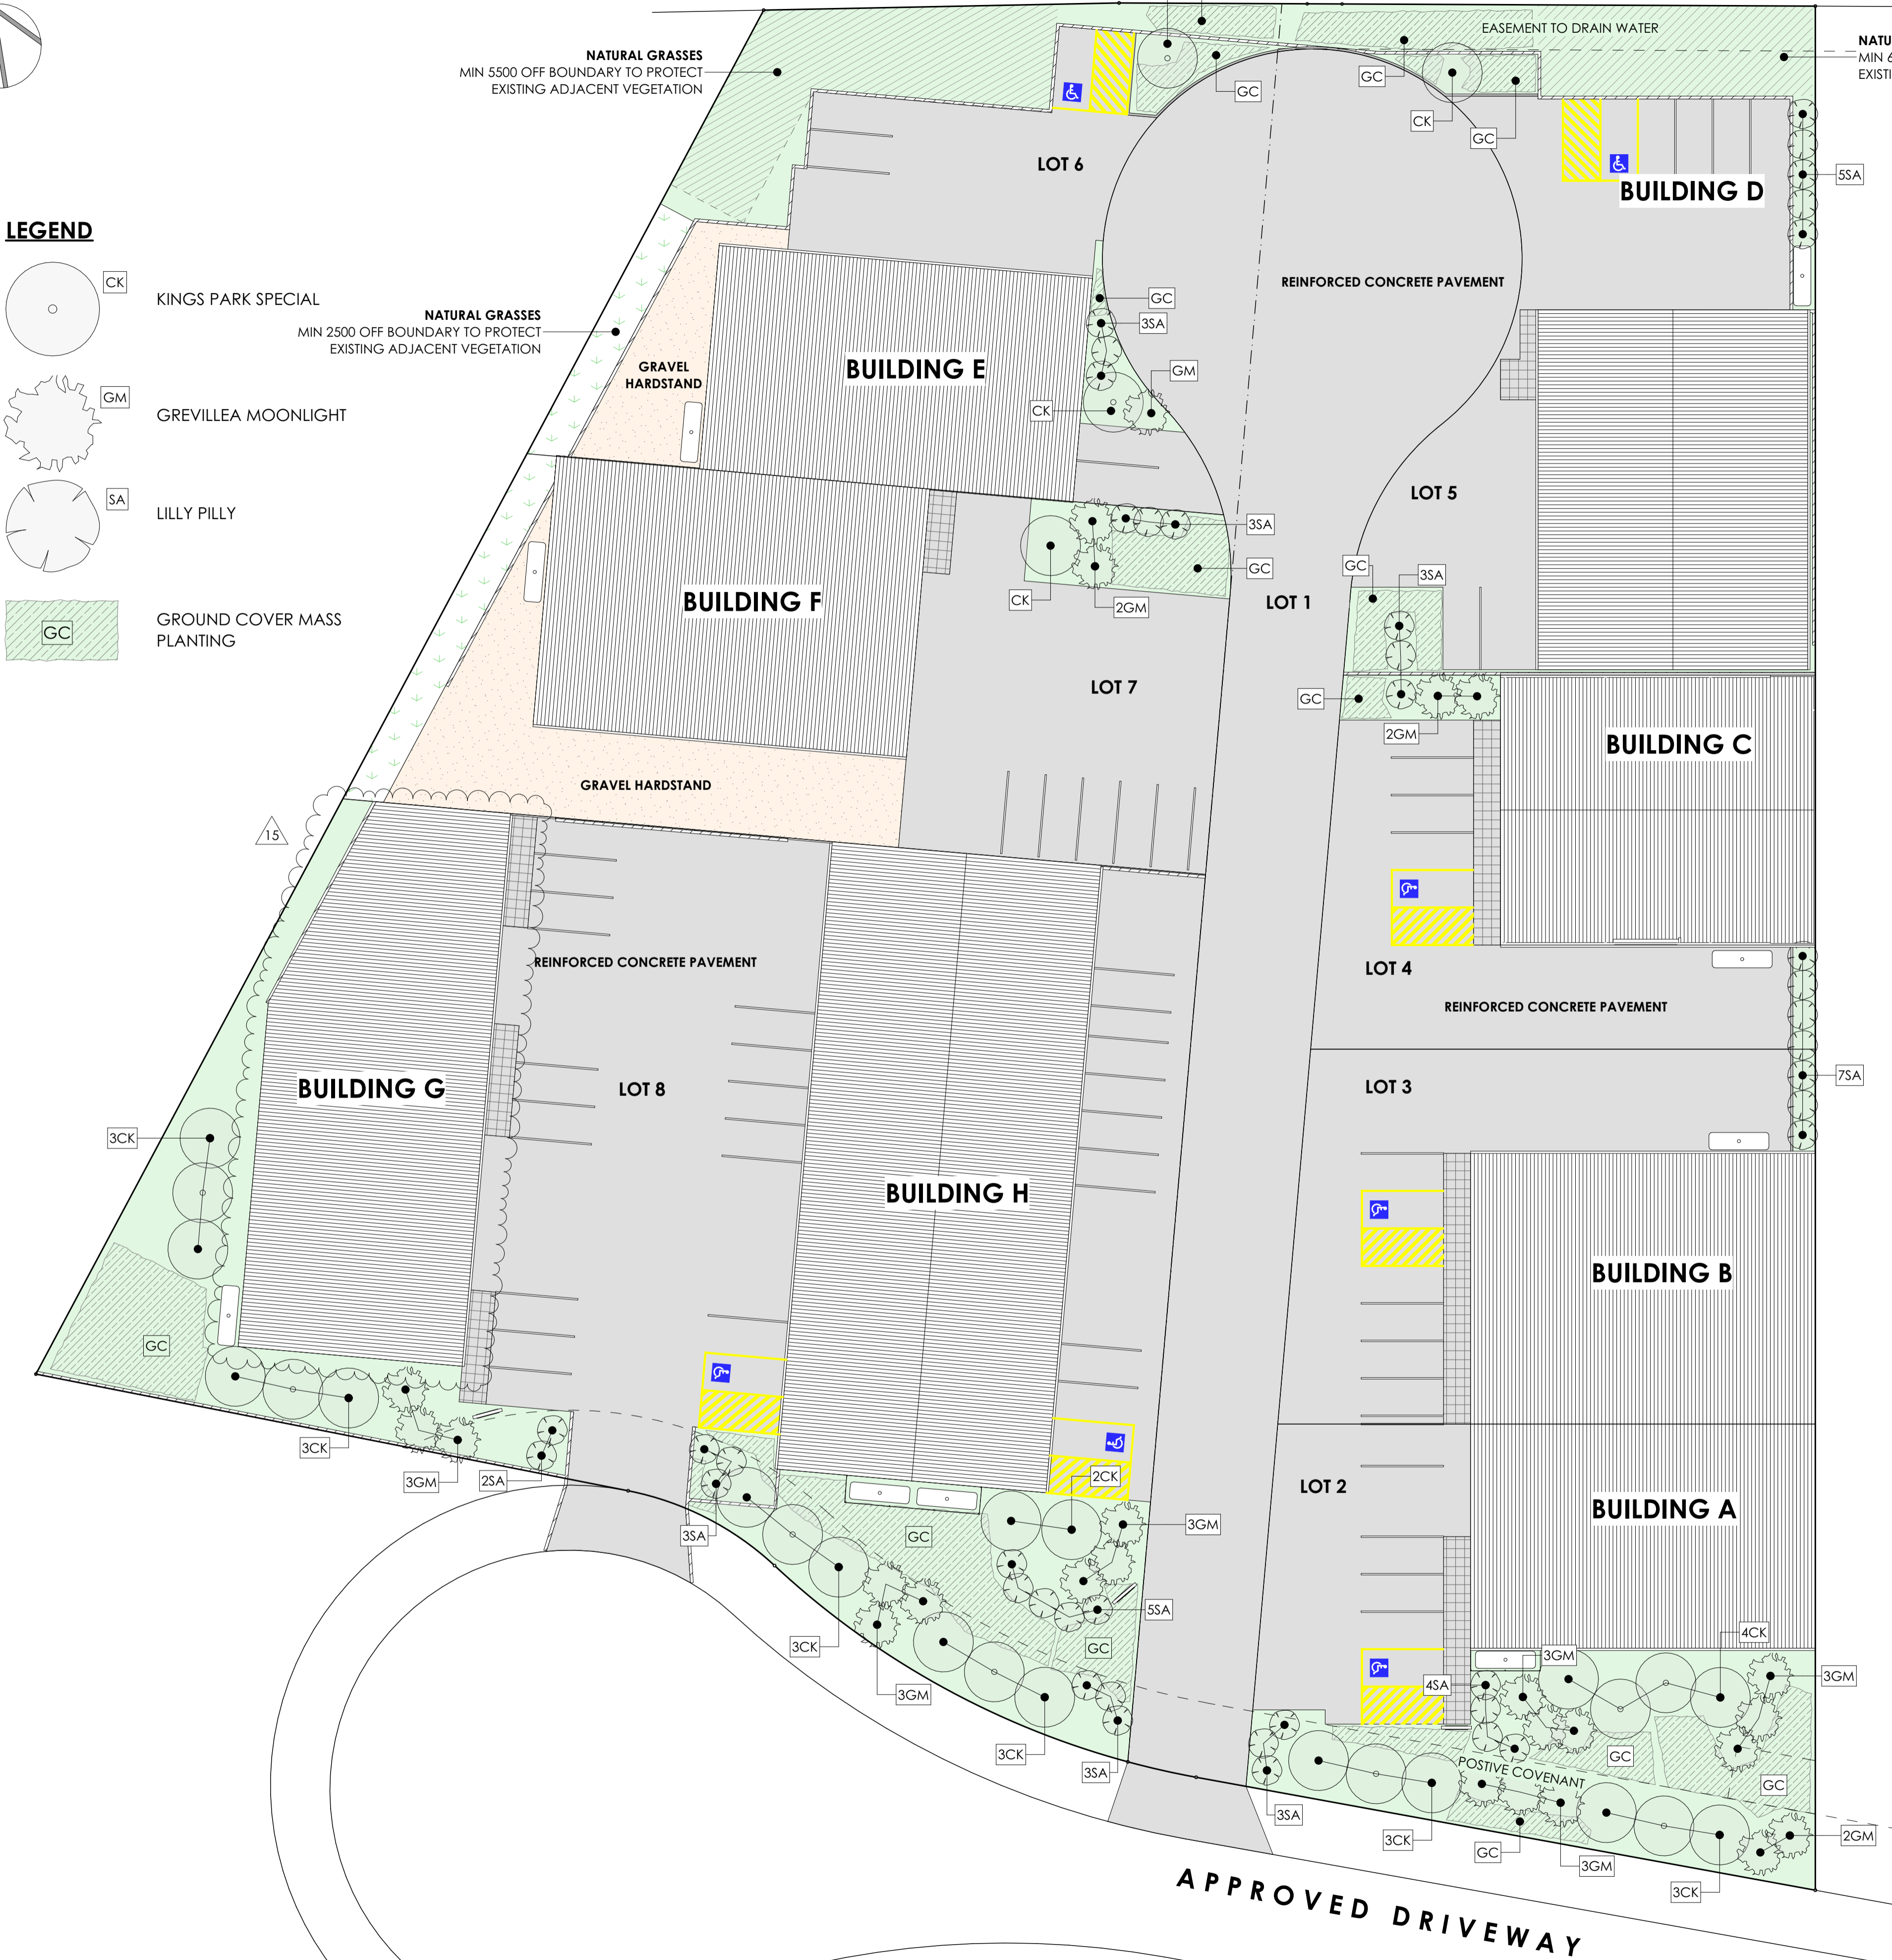 NATURAL GRASSES
MIN 5500 OFF BOUNDARY TO PROTECT
EXISTING ADJACENT VEGETATION
EASEMENT TO DRAIN WATER
GC
GC
CK
GC
5SA
LOT 6
BUILDING D
LEGEND
CK
KINGS PARK SPECIAL
GM
GREVILLEA MOONLIGHT
SA
LILLY PILLY
GC
GROUND COVER MASS
PLANTING
NATURAL GRASSES
MIN 2500 OFF BOUNDARY TO PROTECT
EXISTING ADJACENT VEGETATION
REINFORCED CONCRETE PAVEMENT
GC
3SA
GRAVEL
HARDSTAND
BUILDING E
GM
CK
LOT 5
3SA
GC
GC
3SA
BUILDING F
CK
2GM
LOT 1
LOT 7
GC
2GM
BUILDING C
GRAVEL HARDSTAND
15
REINFORCED CONCRETE PAVEMENT
LOT 4
REINFORCED CONCRETE PAVEMENT
BUILDING G
LOT 8
LOT 3
7SA
3CK
BUILDING H
BUILDING B
GC
3CK
3GM
2SA
2CK
LOT 2
BUILDING A
3SA
GC
3GM
5SA
3CK
GC
4CK
3GM
3GM
4SA
3GM
GC
3CK
3SA
POSTIVE COVENANT
GC
3SA
3CK
GC
3GM
2GM
3CK
APPROVED DRIVEWAY